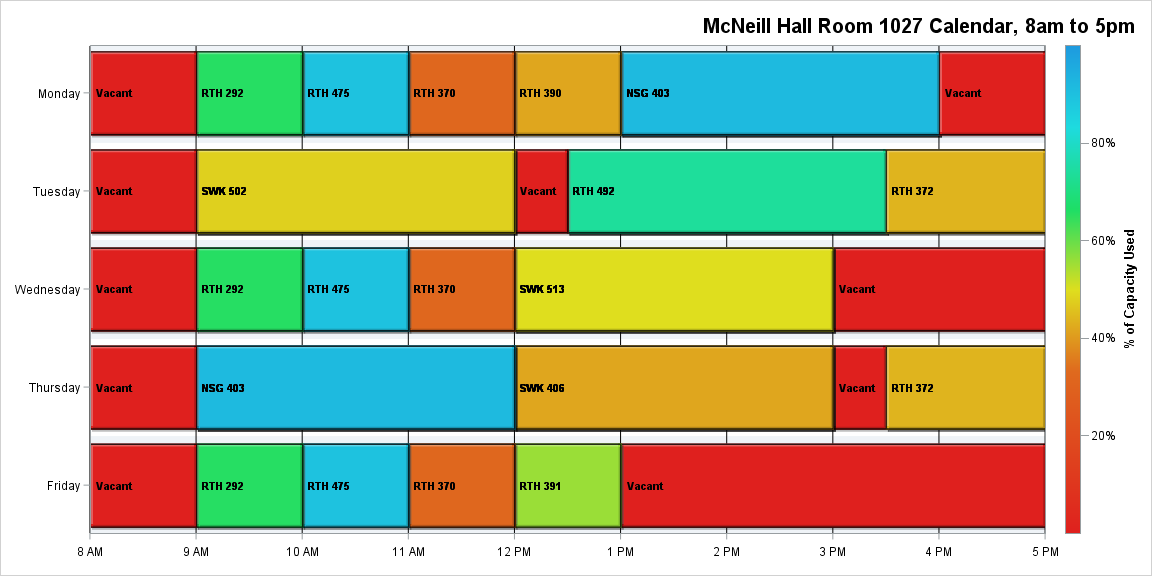 McNeill Hall Room 1027 Calendar, 8am to 5pm
Monday
Vacant
RTH 292
RTH 475
RTH 370
RTH 390
NSG 403
Vacant
Tuesday
Vacant
SWK 502
Vacant
RTH 492
RTH 372
Wednesday
Vacant
RTH 292
RTH 475
RTH 370
SWK 513
Vacant
Thursday
Vacant
NSG 403
SWK 406
Vacant
RTH 372
Friday
Vacant
RTH 292
RTH 475
RTH 370
RTH 391
Vacant
8 AM
9 AM
10 AM
11 AM
12 PM
1 PM
2 PM
3 PM
4 PM
5 PM
80%
60%
40%
20%
% of Capacity Used